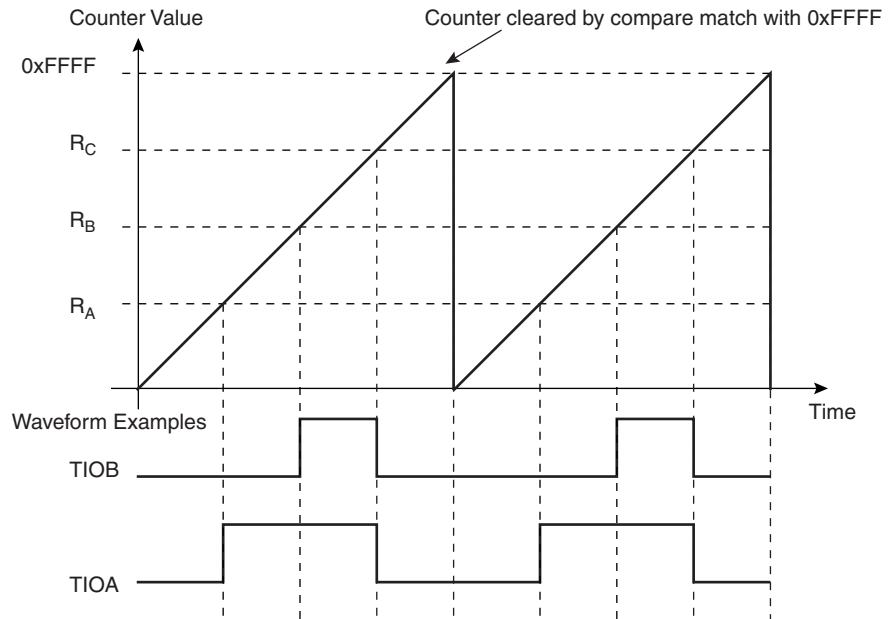 Counter Value
Counter cleared by compare match with 0xFFFF
0xFFFF
RC
RB
RA
Time
Waveform Examples
TIOB
TIOA